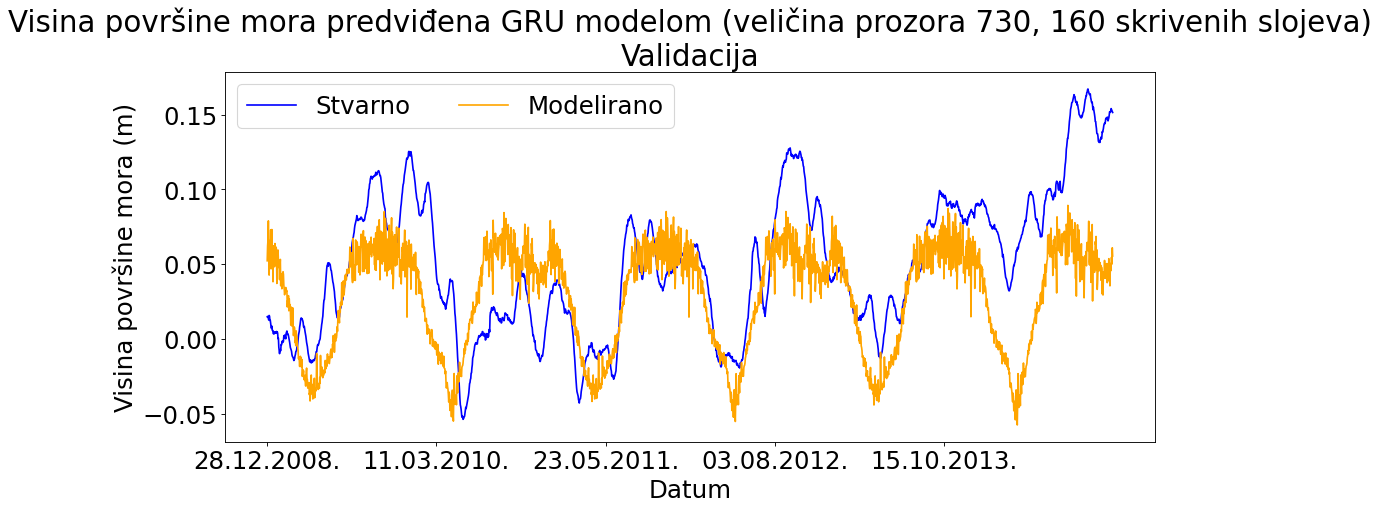 Visina površine mora predviđena GRU modelom (veličina prozora 730, 160 skrivenih slojeva)
Validacija
Stvarno
Modelirano
Visina površine mora (m)
0.15
0.10
0.05
0.00
−0.05
28.12.2008.
11.03.2010.
23.05.2011.
03.08.2012.
15.10.2013.
Datum